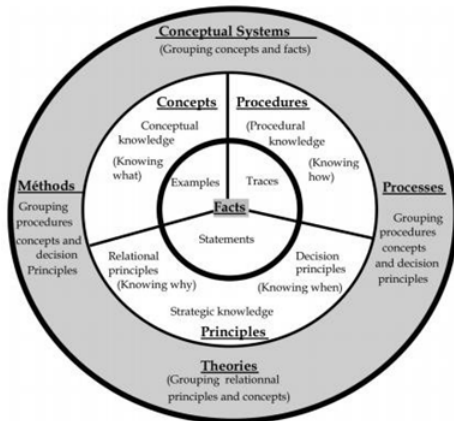 Conceptual Systems
(Grouping concepts and facts)
Concepts
Conceptual
knowledge
(Knowing
what)
Procedures
(Procedural
knowledge
(Knowing
how)
Examples
Traces
Facts
Statements
Méthods
Grouping
procedures
concepts and
decision
Principles
Processes
Grouping
procedures
concepts
and decision
principles
Relational
principles
(Knowing why)
Decision
principles
(Knowing when)
Strategic knowledge
Principles
Theories
(Grouping relationnal
principles and concepts)